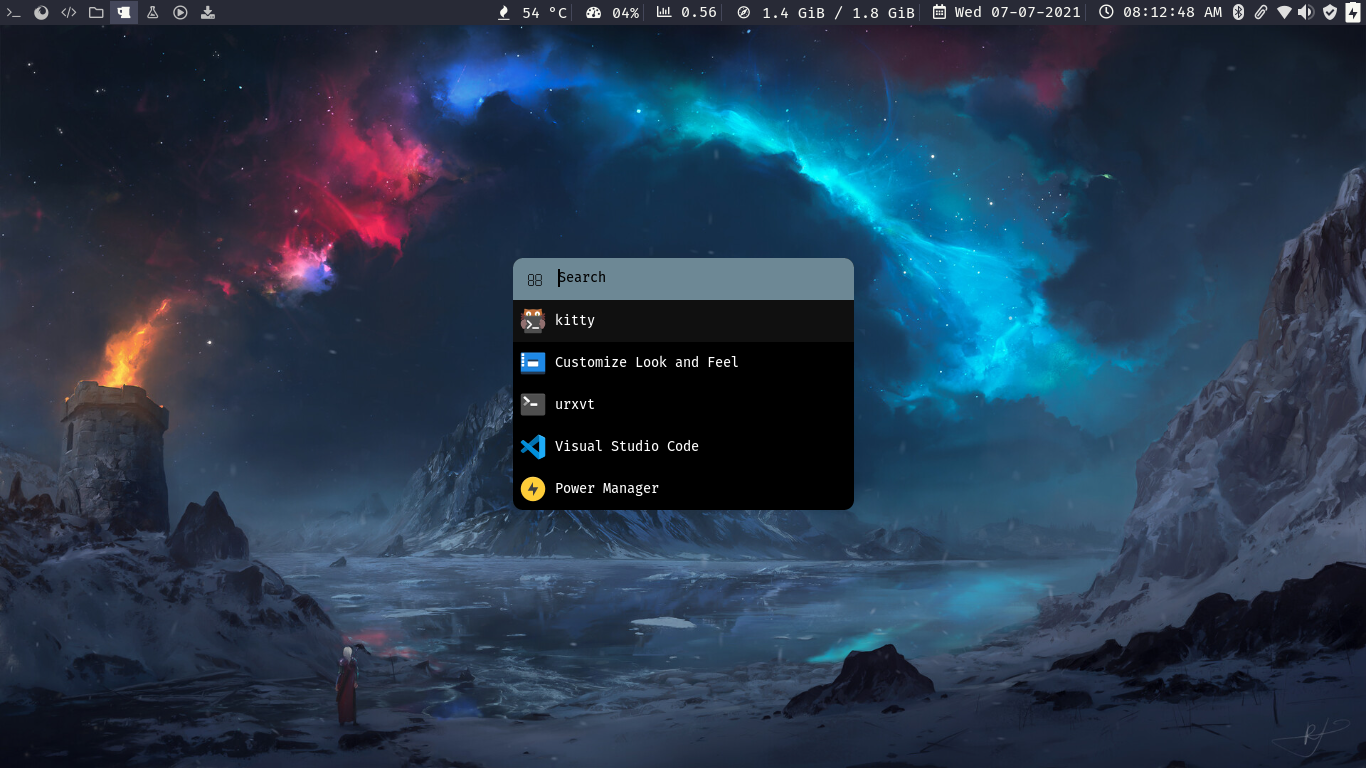 54 °C 04% 0.56 1.4 GiB / 1.8 GiB Wed 07-07-2021 08:12:48 AM
Search
kitty
Customize Look and Feel
urxvt
Visual Studio Code
Power Manager